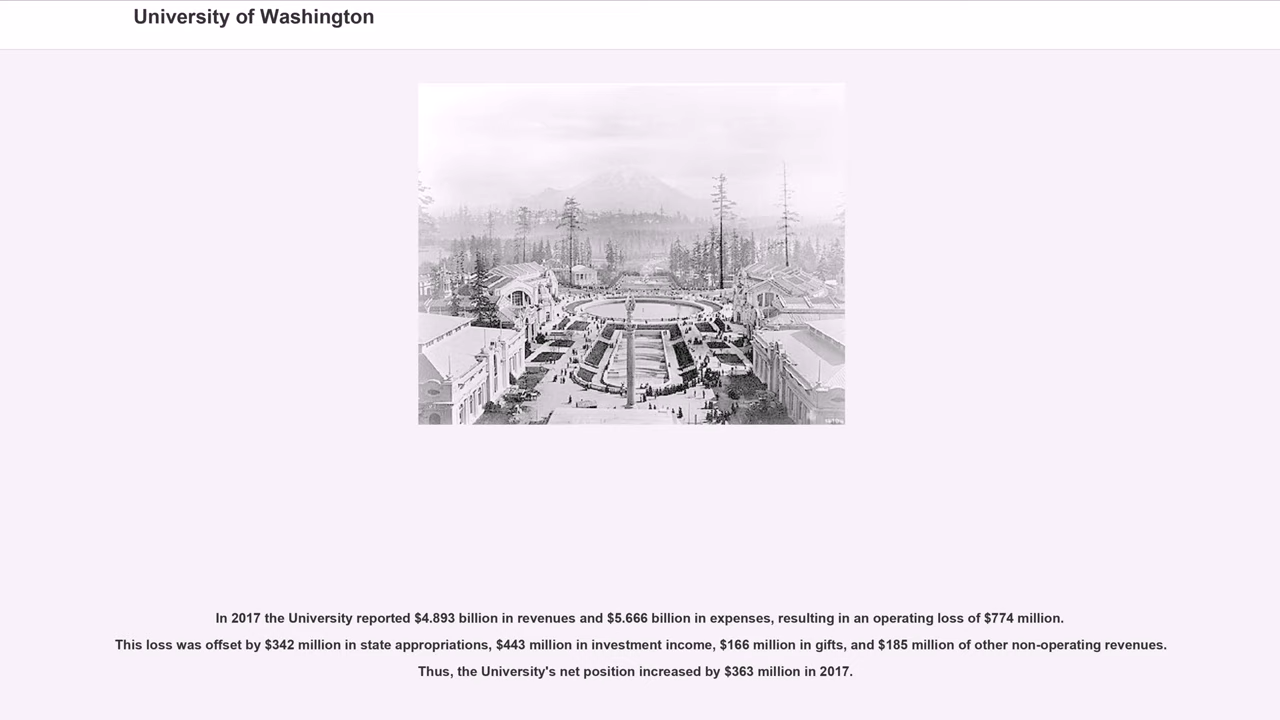 University of Washington
In 2017 the University reported $4.893 billion in revenues and $5.666 billion in expenses, resulting in an operating loss of $774 million.
This loss was offset by $342 million in state appropriations, $443 million in investment income, $166 million in gifts, and $185 million of other non-operating revenues.
Thus, the University's net position increased by $363 million in 2017.